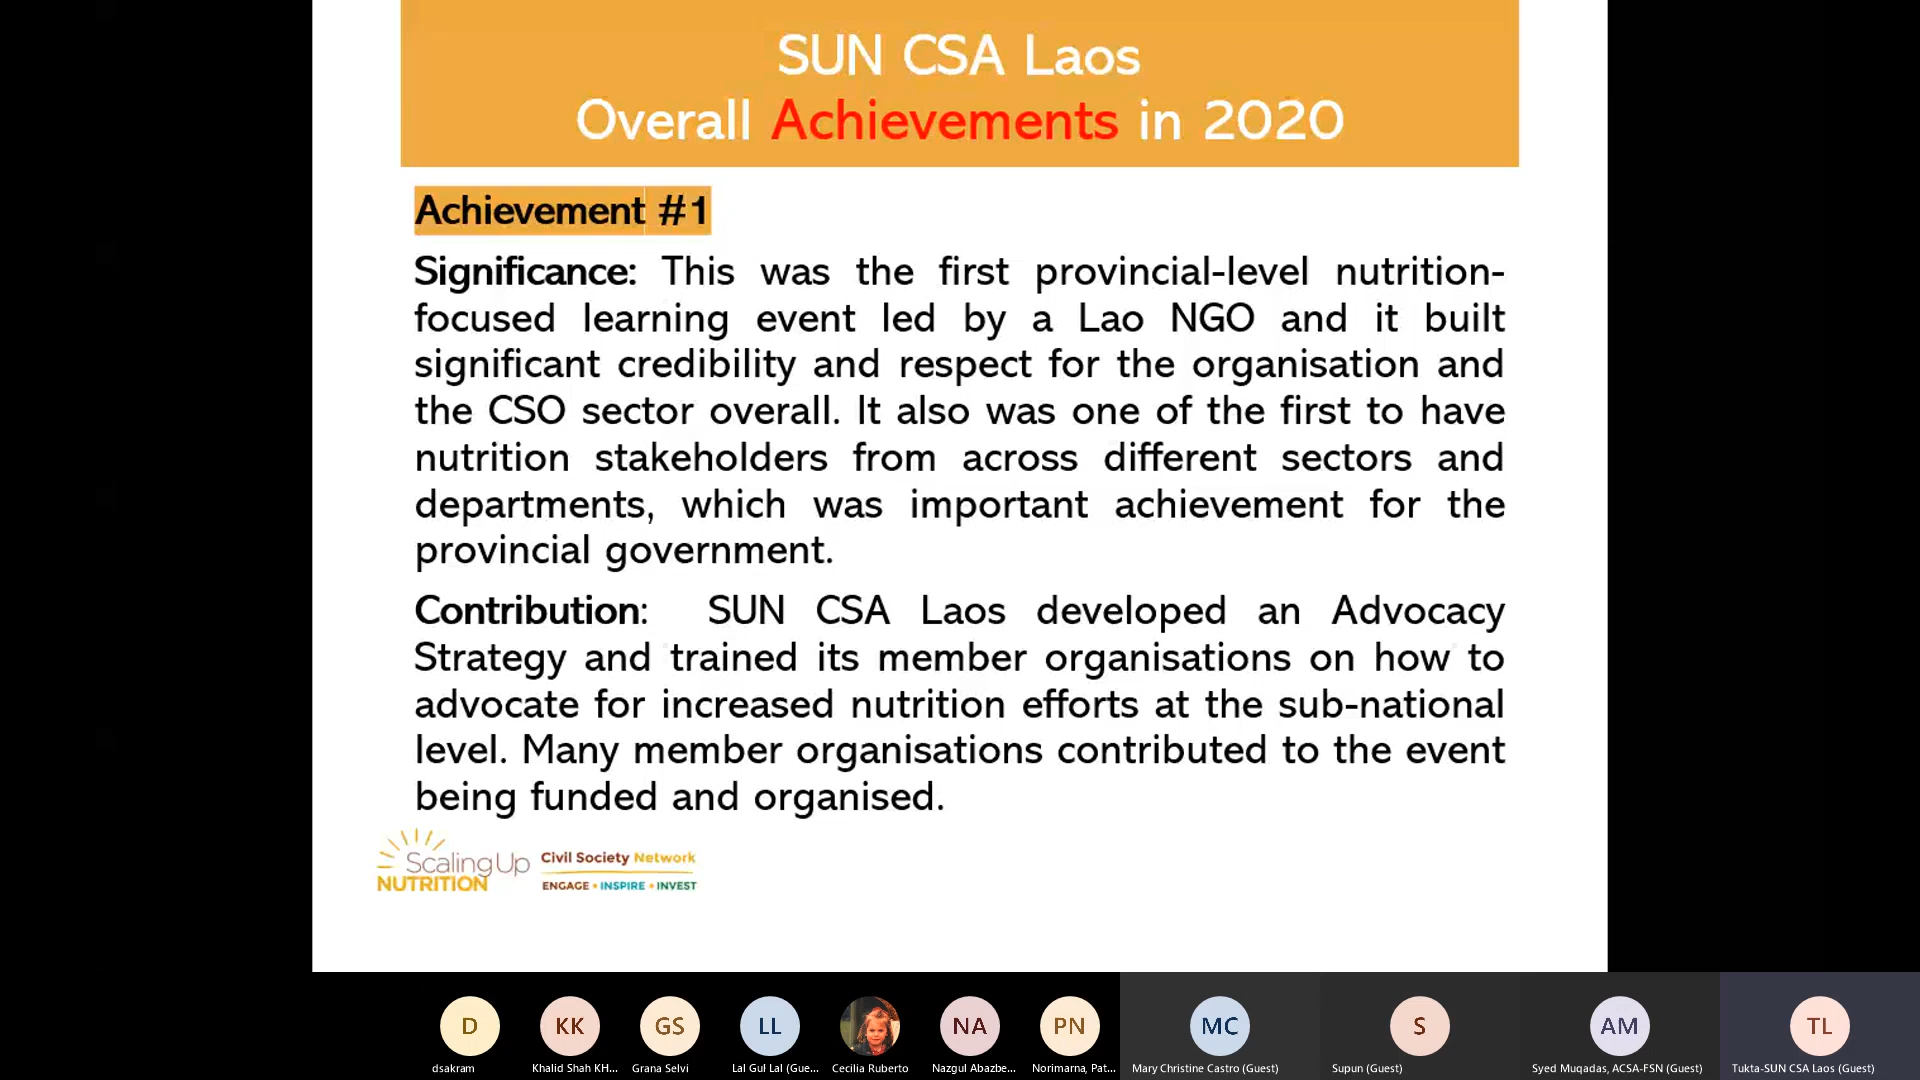 SUN CSA Laos
Overall Achievements in 2020
Achievement #1
Significance: This was the first provincial-level nutrition-
focused learning event led by a Lao NGO and it built
significant credibility and respect for the organisation and
the CSO sector overall. It also was one of the first to have
nutrition stakeholders from across different sectors and
departments, which was important achievement for the
provincial government.
Contribution: SUN CSA Laos developed an Advocacy
Strategy and trained its member organisations on how to
advocate for increased nutrition efforts at the sub-national
level. Many member organisations contributed to the event
being funded and organised.
Scaling Up
NUTRITION
Civil Society Network
ENGAGE • INSPIRE • INVEST
D KK GS LL NA PN MC S AM TL
dsakram Khalid Shah KH... Grana Selvi Lal Gul Lal (Gue... Cecilia Ruberto Nazgul Abazbe... Norimarna, Pat... Mary Christine Castro (Guest) Supun (Guest) Syed Muqadas, ACSA-FSN (Guest) Tukta-SUN CSA Laos (Guest)